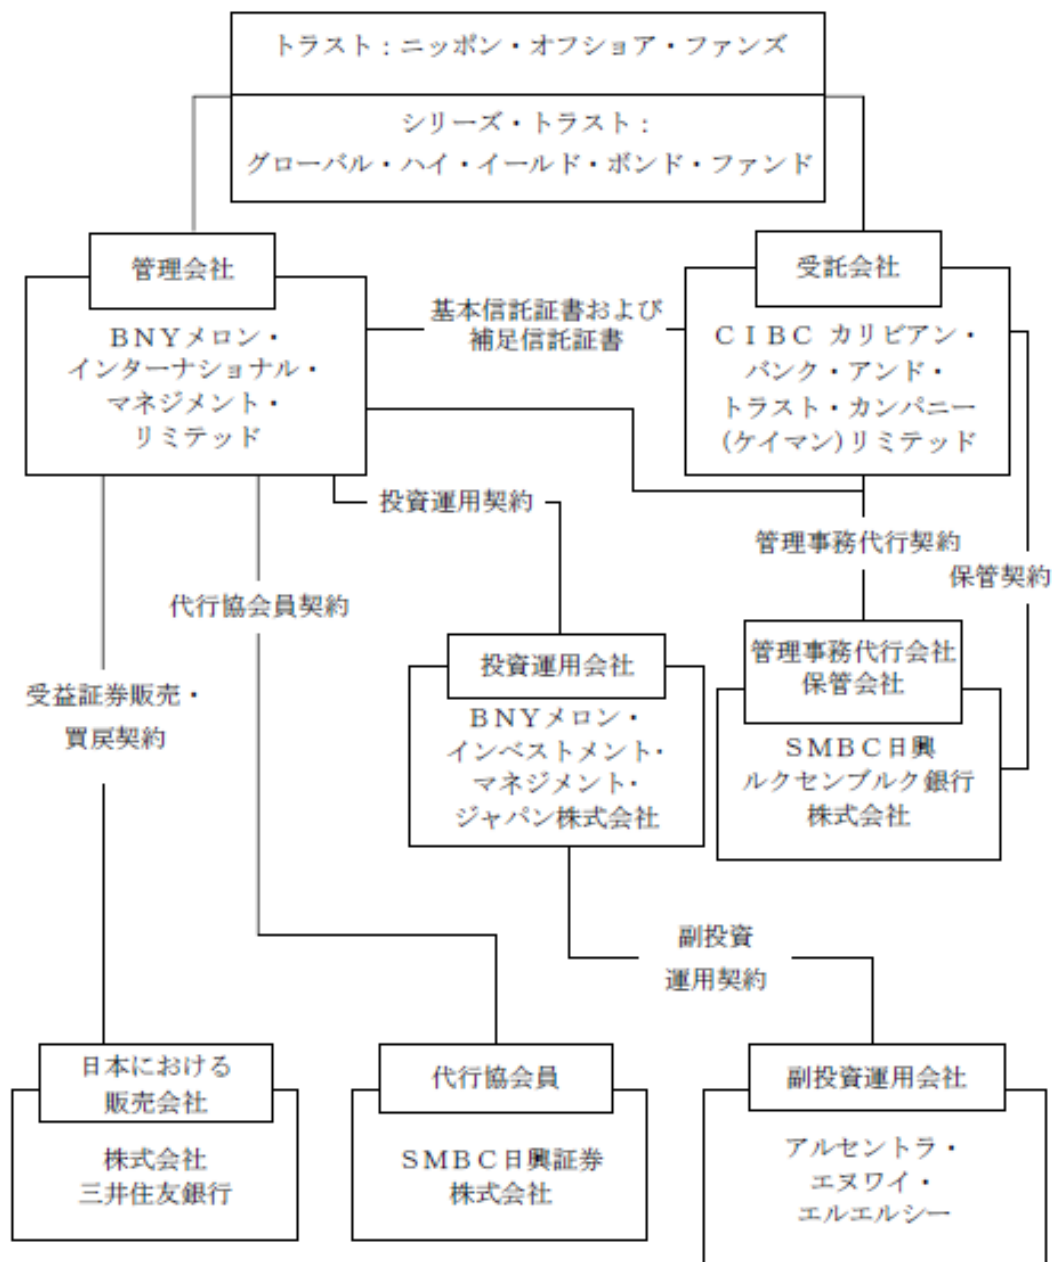 トラスト：ニッポン・オフショア・ファンズ
シリーズ・トラスト：
グローバル・ハイ・イールド・ボンド・ファンド
管理会社
BNYメロン・
インターナショナル・
マネジメント・
リミテッド
基本信託証書および
補足信託証書
受託会社
CIBC カリビアン・
バンク・アンド・
トラスト・カンパニー
(ケイマン)リミテッド
投資運用契約
管理事務代行契約
保管契約
代行協会員契約
受益証券販売・
買戻契約
投資運用会社
BNYメロン・
インベストメント・
マネジメント・
ジャパン株式会社
管理事務代行会社
保管会社
SMBC日興
ルクセンブルク銀行
株式会社
副投資
運用契約
日本における
販売会社
株式会社
三井住友銀行
代行協会員
SMBC日興証券
株式会社
副投資運用会社
アルセントラ・
エヌワイ・
エルエルシー